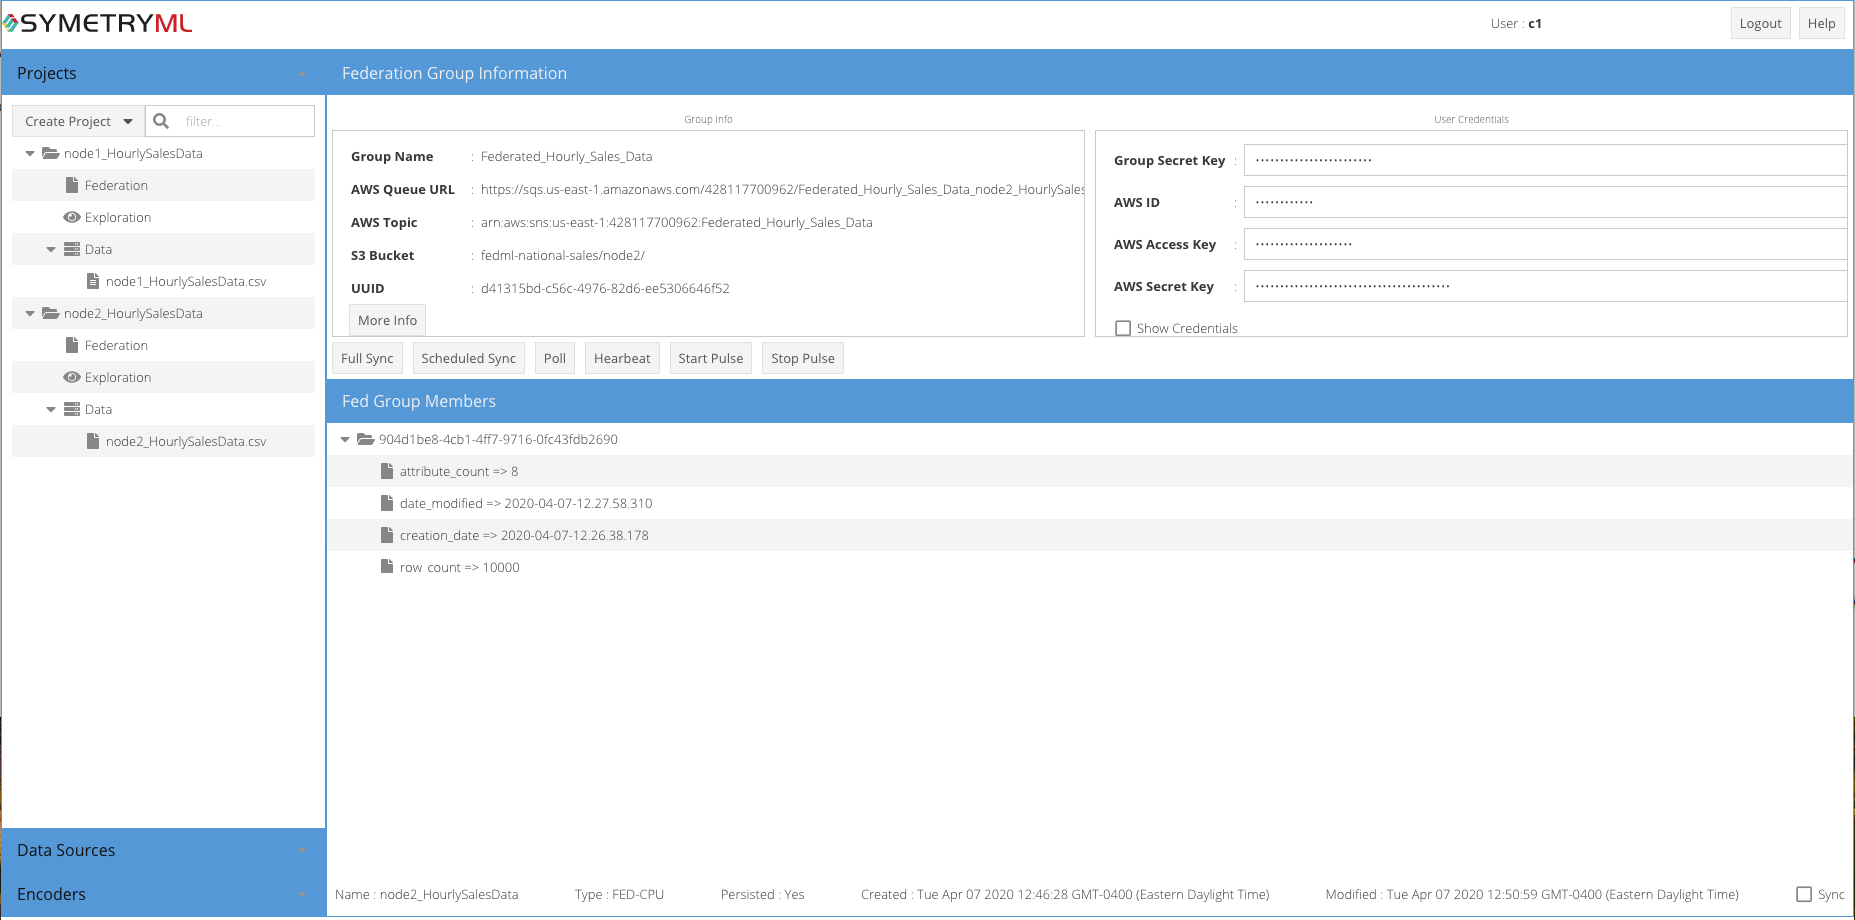 SYMETRYML
User : c1
Logout
Help
Projects
Federation Group Information
Create Project
filter...
node1_HourlySalesData
Federation
Exploration
Data
node1_HourlySalesData.csv
node2_HourlySalesData
Federation
Exploration
Data
node2_HourlySalesData.csv
Group Info
Group Name : Federated_Hourly_Sales_Data
AWS Queue URL : https://sqs.us-east-1.amazonaws.com/428117700962/Federated_Hourly_Sales_Data_node2_HourlySales
AWS Topic : arn:aws:sns:us-east-1:428117700962:Federated_Hourly_Sales_Data
S3 Bucket : fedml-national-sales/node2/
UUID : d41315bd-c56c-4976-82d6-ee5306646f52
More Info
User Credentials
Group Secret Key : ························
AWS ID : ············
AWS Access Key : ····················
AWS Secret Key : ········································
Show Credentials
Full Sync
Scheduled Sync
Poll
Hearbeat
Start Pulse
Stop Pulse
Fed Group Members
904d1be8-4cb1-4ff7-9716-0fc43fdb2690
attribute_count => 8
date_modified => 2020-04-07-12.27.58.310
creation_date => 2020-04-07-12.26.38.178
row_count => 10000
Data Sources
Encoders
Name : node2_HourlySalesData
Type : FED-CPU
Persisted : Yes
Created : Tue Apr 07 2020 12:46:28 GMT-0400 (Eastern Daylight Time)
Modified : Tue Apr 07 2020 12:50:59 GMT-0400 (Eastern Daylight Time)
Sync